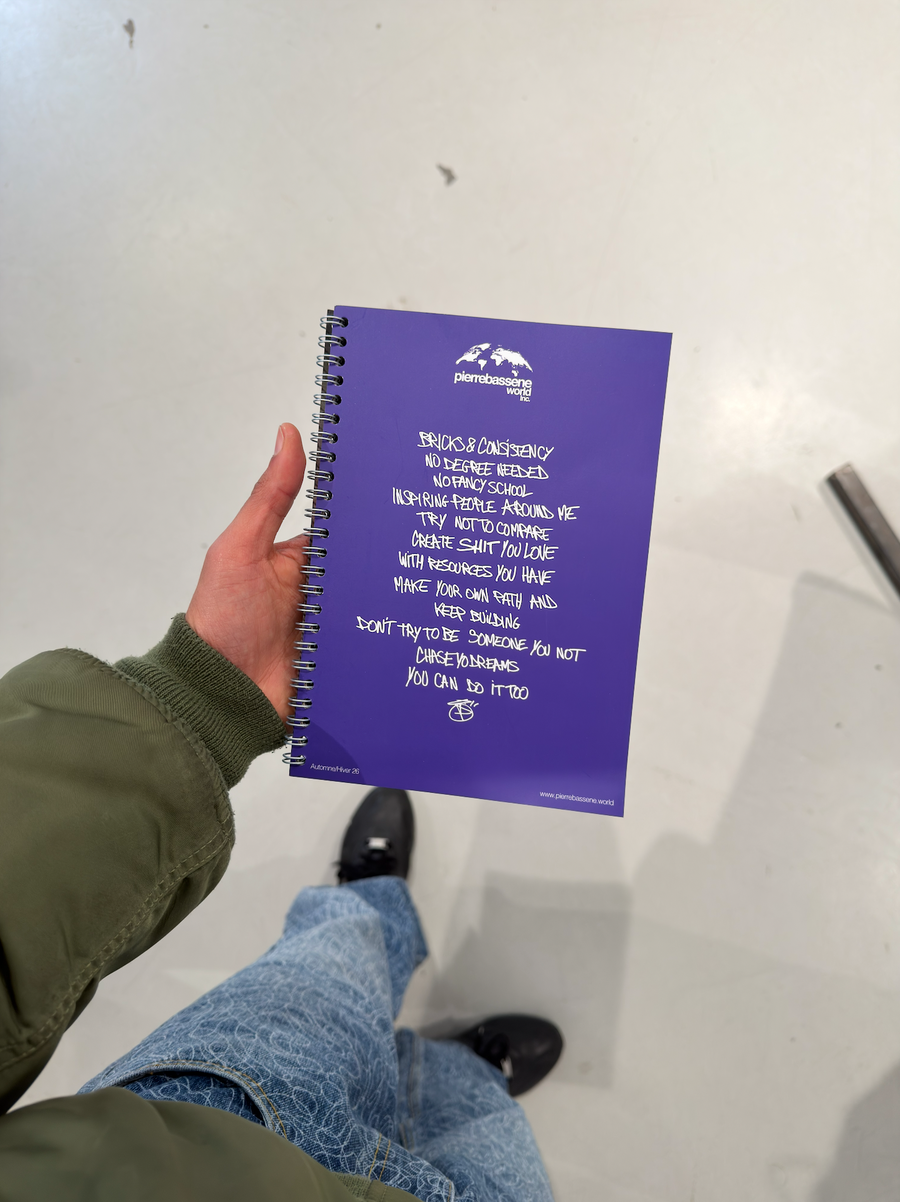 pierrebassene
world
inc.
BRICKS & CONSISTENCY
NO DEGREE NEEDED
NO FANCY SCHOOL
INSPIRING PEOPLE AROUND ME
TRY NOT TO COMPARE
CREATE SHIT YOU LOVE
WITH RESOURCES YOU HAVE
MAKE YOUR OWN PATH AND
KEEP BUILDING
DON'T TRY TO BE SOMEONE YOU NOT
CHASE YO DREAMS
YOU CAN DO IT TOO
Automne/Hiver 26
www.pierrebassene.world